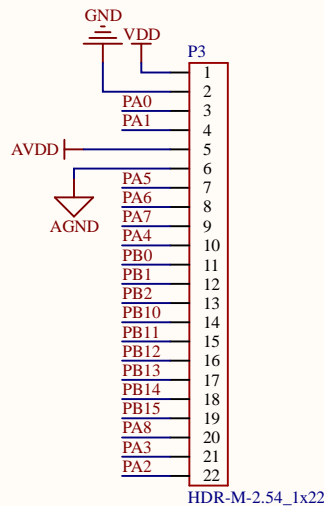 GND
VDD
P3
1
2
PA0 3
PA1 4
AVDD 5
6
PA5 7
PA6 8
AGND
PA7 9
PA4 10
PB0 11
PB1 12
PB2 13
PB10 14
PB11 15
PB12 16
PB13 17
PB14 18
PB15 19
PA8 20
PA3 21
PA2 22
HDR-M-2.54_1x22